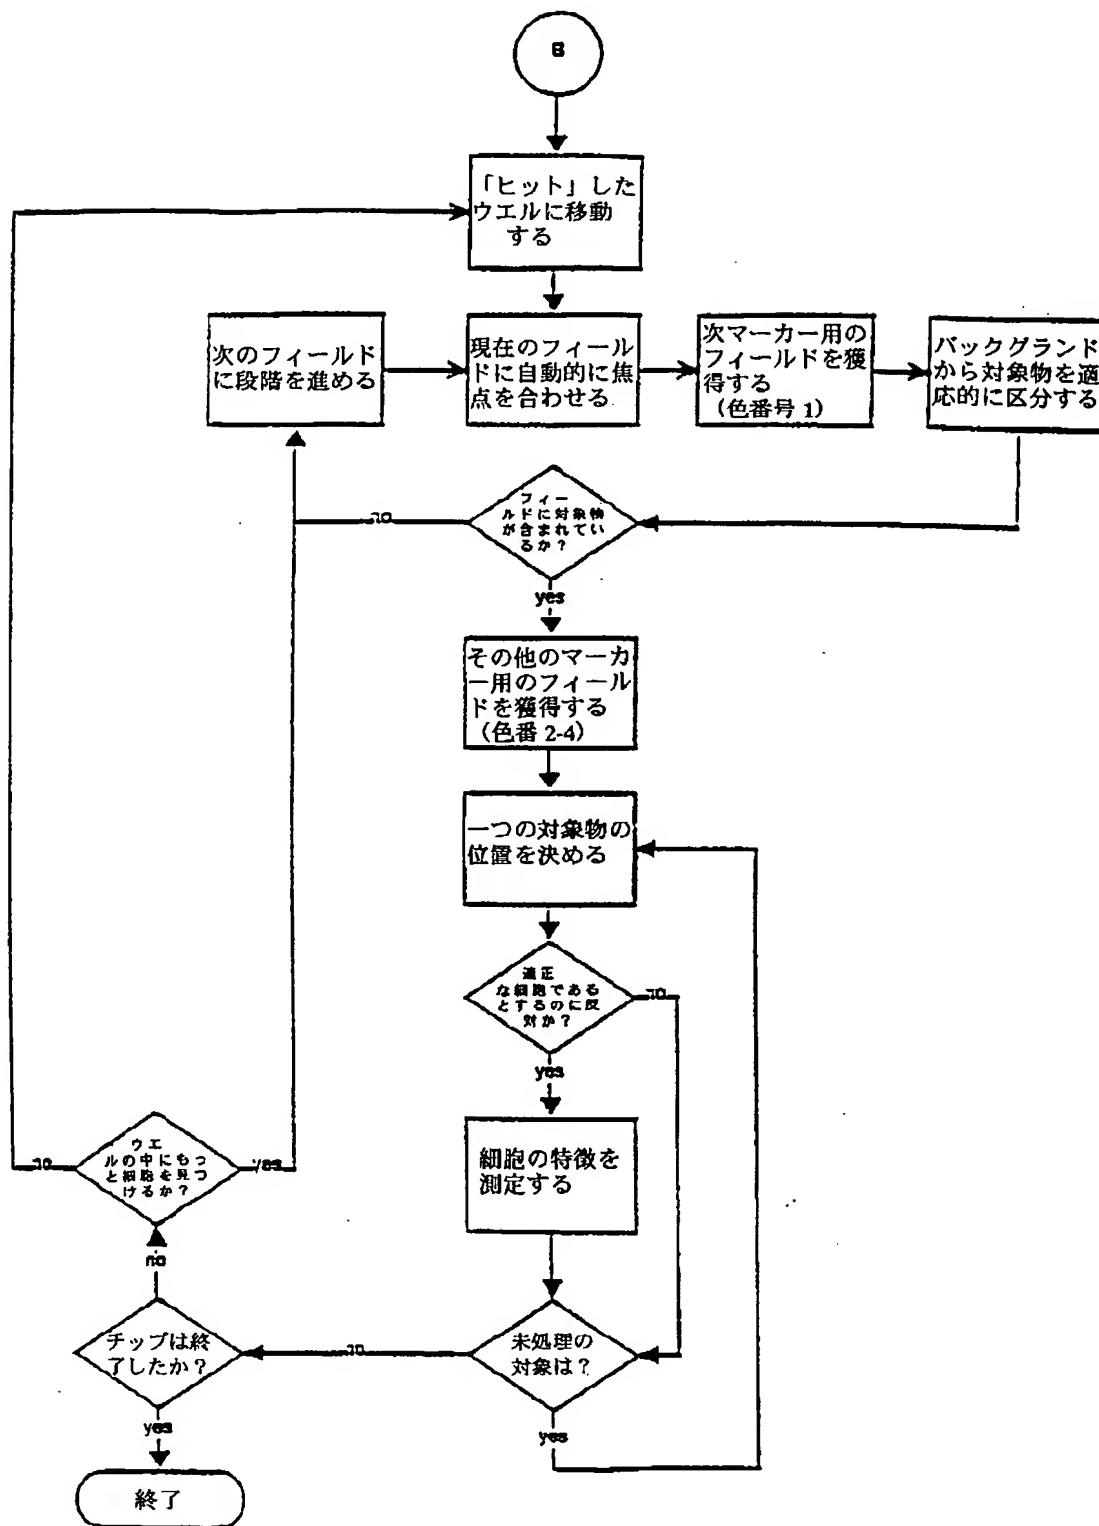 B
「ヒット」した
ウエルに移動
する
次のフィールド
に段階を進める
現在のフィール
ドに自動的に焦
点を合わせる
次マーカー用の
フィールドを獲
得する
(色番号 1)
バックグランド
から対象物を適
応的に区分する
フィー
ルドに対象物
が含まれてい
るか?
no
yes
その他のマーカ
ー用のフィール
ドを獲得する
(色番 2-4)
一つの対象物の
位置を決める
適正
な細胞である
とするのに反
対か?
no
yes
細胞の特徴を
測定する
ウエ
ルの中にもっ
と細胞を見つ
けるか?
no
yes
no
チップは終
了したか?
no
未処理の
対象は?
yes
yes
終了